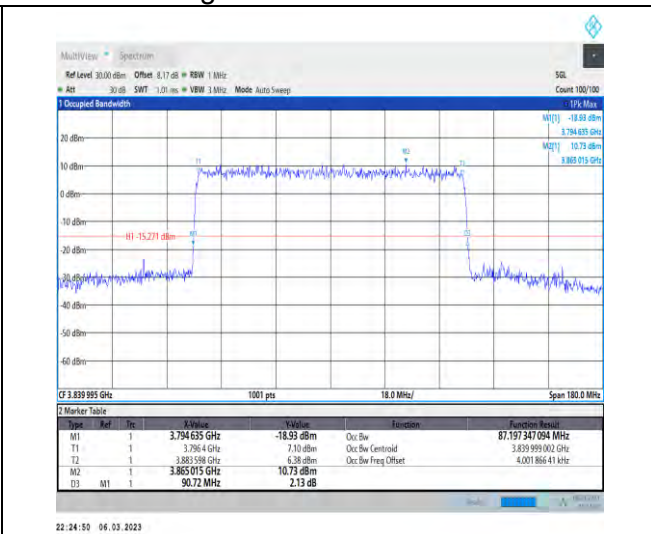 MultiView Spectrum
Ref Level 30.00 dBm Offset 8.17 dB RBW 1 MHz SGL
Att 30 dB SWT 1.01 ms VBW 3 MHz Mode Auto Sweep Count 100/100
1 Occupied Bandwidth 1Pk Max
M1[1] -18.93 dBm
3.794 635 GHz
20 dBm M2[1] 10.73 dBm
3.865 015 GHz
M2
T1 T2
10 dBm
0 dBm
-10 dBm
H1 -15.271 dBm M1 D3
-20 dBm
-30 dBm
-40 dBm
-50 dBm
-60 dBm
CF 3.839 995 GHz 1001 pts 18.0 MHz/ Span 180.0 MHz
2 Marker Table
Type Ref Trc X-Value Y-Value Function Function Result
M1 1 3.794 635 GHz -18.93 dBm Occ Bw 87.197 347 094 MHz
T1 1 3.796 4 GHz 7.10 dBm Occ Bw Centroid 3.839 999 002 GHz
T2 1 3.883 598 GHz 6.38 dBm Occ Bw Freq Offset 4.001 866 41 kHz
M2 1 3.865 015 GHz 10.73 dBm
D3 M1 1 90.72 MHz 2.13 dB
22:24:50 06.03.2023